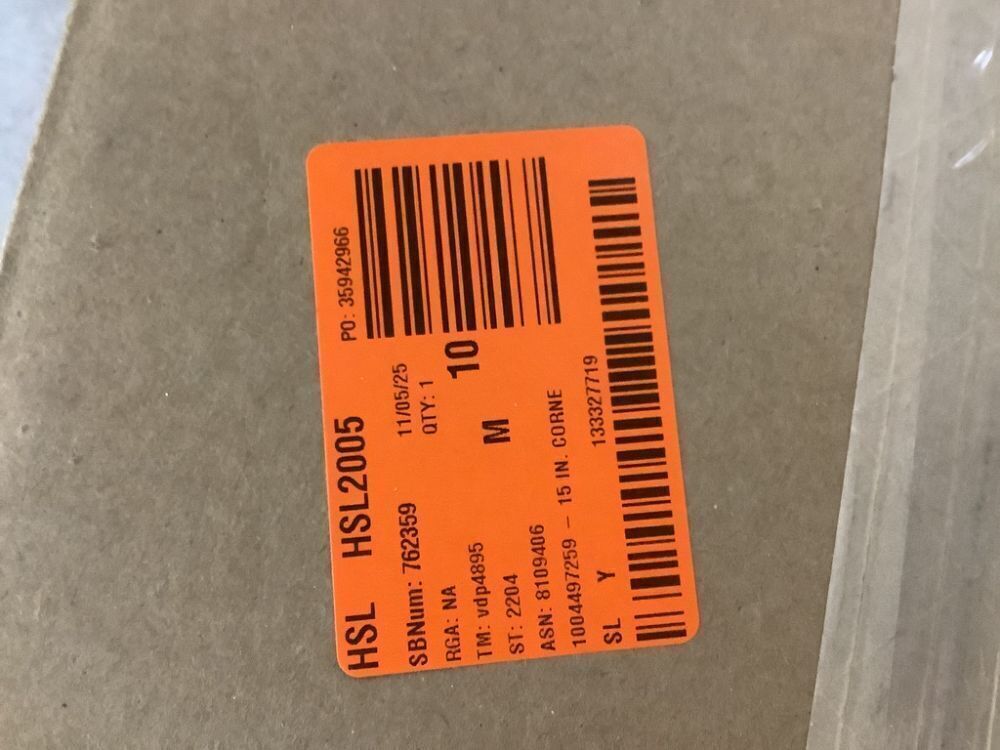 HSL HSL2005 PO: 35942966
SBNum: 762359 11/05/25
RGA: NA QTY: 1
TM: vdp4895 10
ST: 2204 M
ASN: 8109406
1004497259 – 15 IN. CORNE
SL Y 133327719